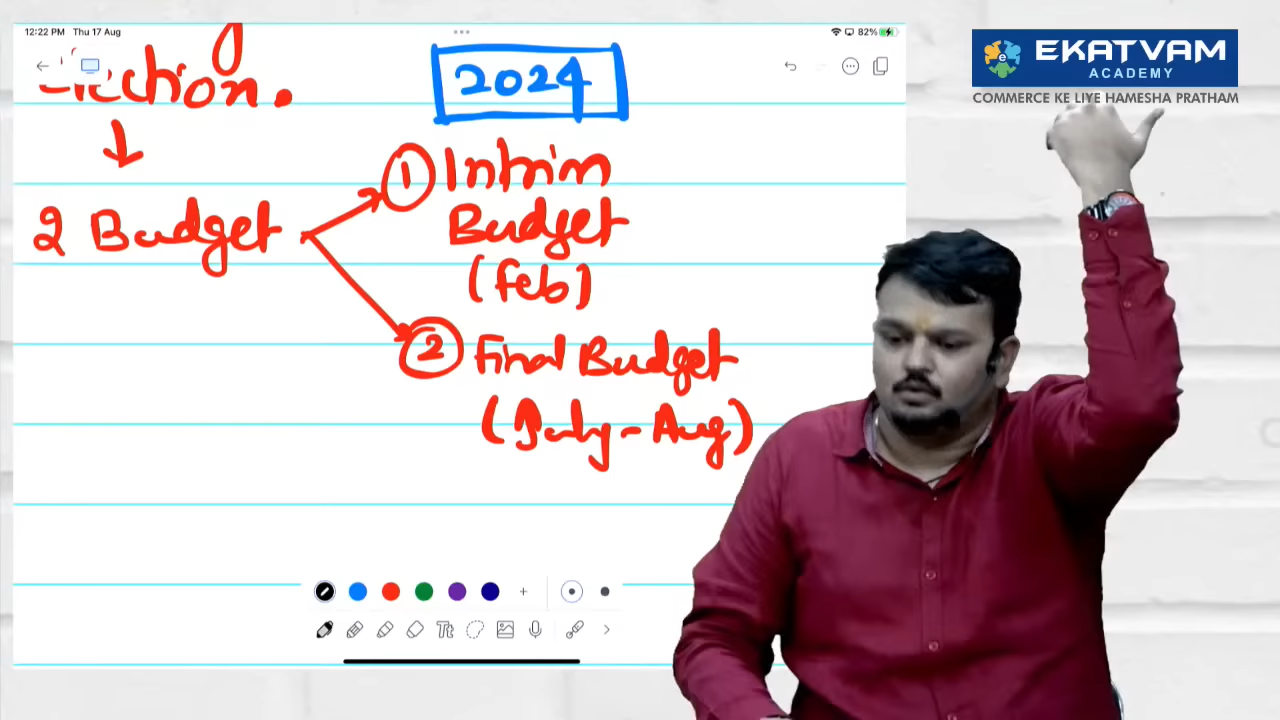 12:22 PM Thu 17 Aug
82%
EKATVAM
ACADEMY
COMMERCE KE LIYE HAMESHA PRATHAM
2024
2 Budget
① Intrim
Budget
(Feb)
② Final Budget
(July-Aug)
Tt